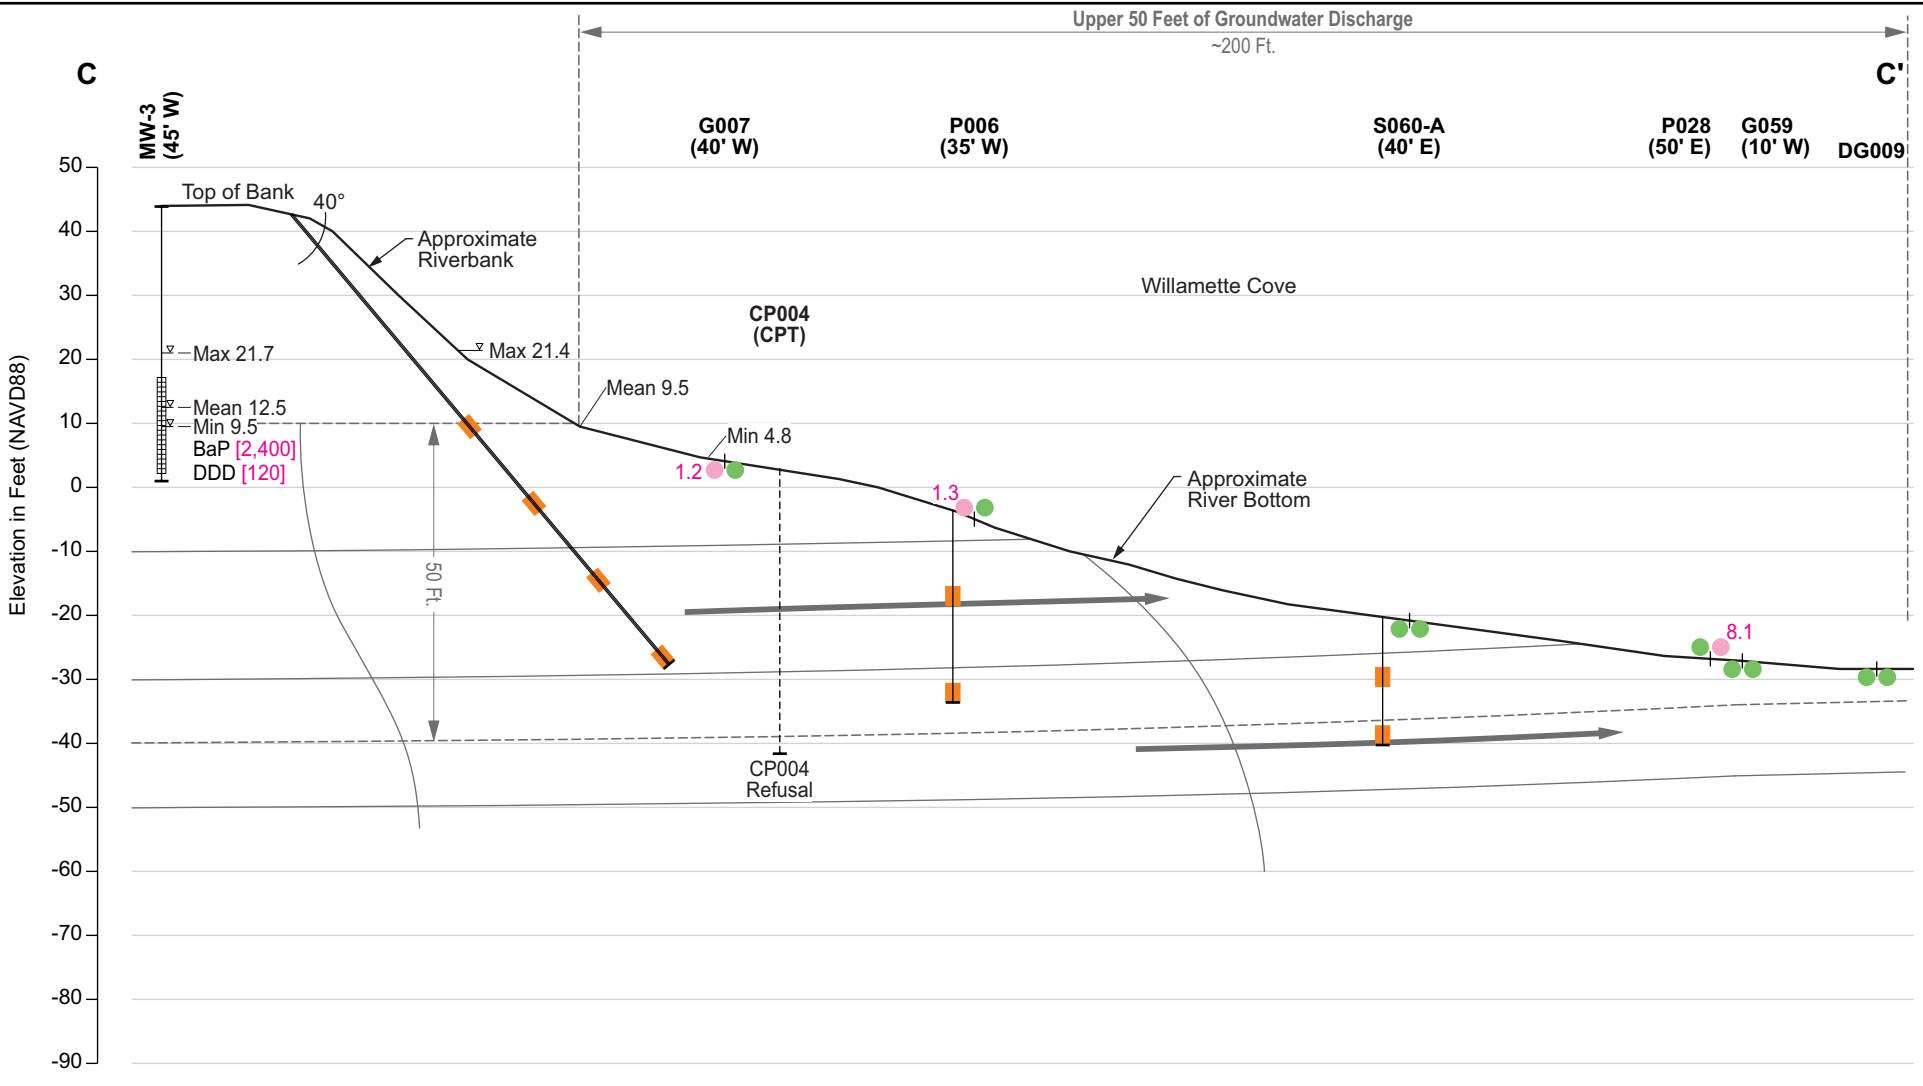 Upper 50 Feet of Groundwater Discharge
~200 Ft.
C
C'
MW-3
(45' W)
G007
(40' W)
P006
(35' W)
S060-A
(40' E)
P028
(50' E)
G059
(10' W)
DG009
50
40
30
20
10
0
-10
-20
-30
-40
-50
-60
-70
-80
-90
Elevation in Feet (NAVD88)
Top of Bank
40°
Approximate
Riverbank
Willamette Cove
CP004
(CPT)
Max 21.7
Max 21.4
Mean 9.5
Mean 12.5
Min 9.5
BaP [2,400]
DDD [120]
Min 4.8
1.2
1.3
Approximate
River Bottom
50 Ft.
8.1
CP004
Refusal